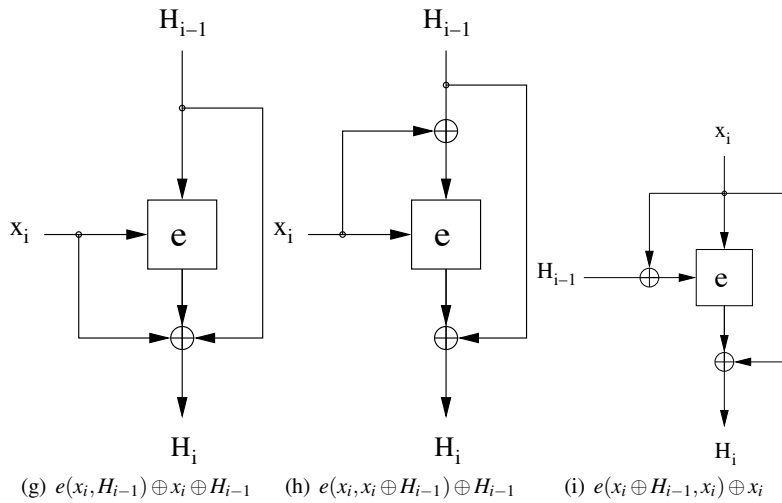 H_{i–1}
x_i
e
H_i
(g) e(x_i, H_{i−1}) ⊕ x_i ⊕ H_{i−1}
H_{i–1}
x_i
e
H_i
(h) e(x_i, x_i ⊕ H_{i−1}) ⊕ H_{i−1}
x_i
H_{i–1}
e
H_i
(i) e(x_i ⊕ H_{i−1}, x_i) ⊕ x_i